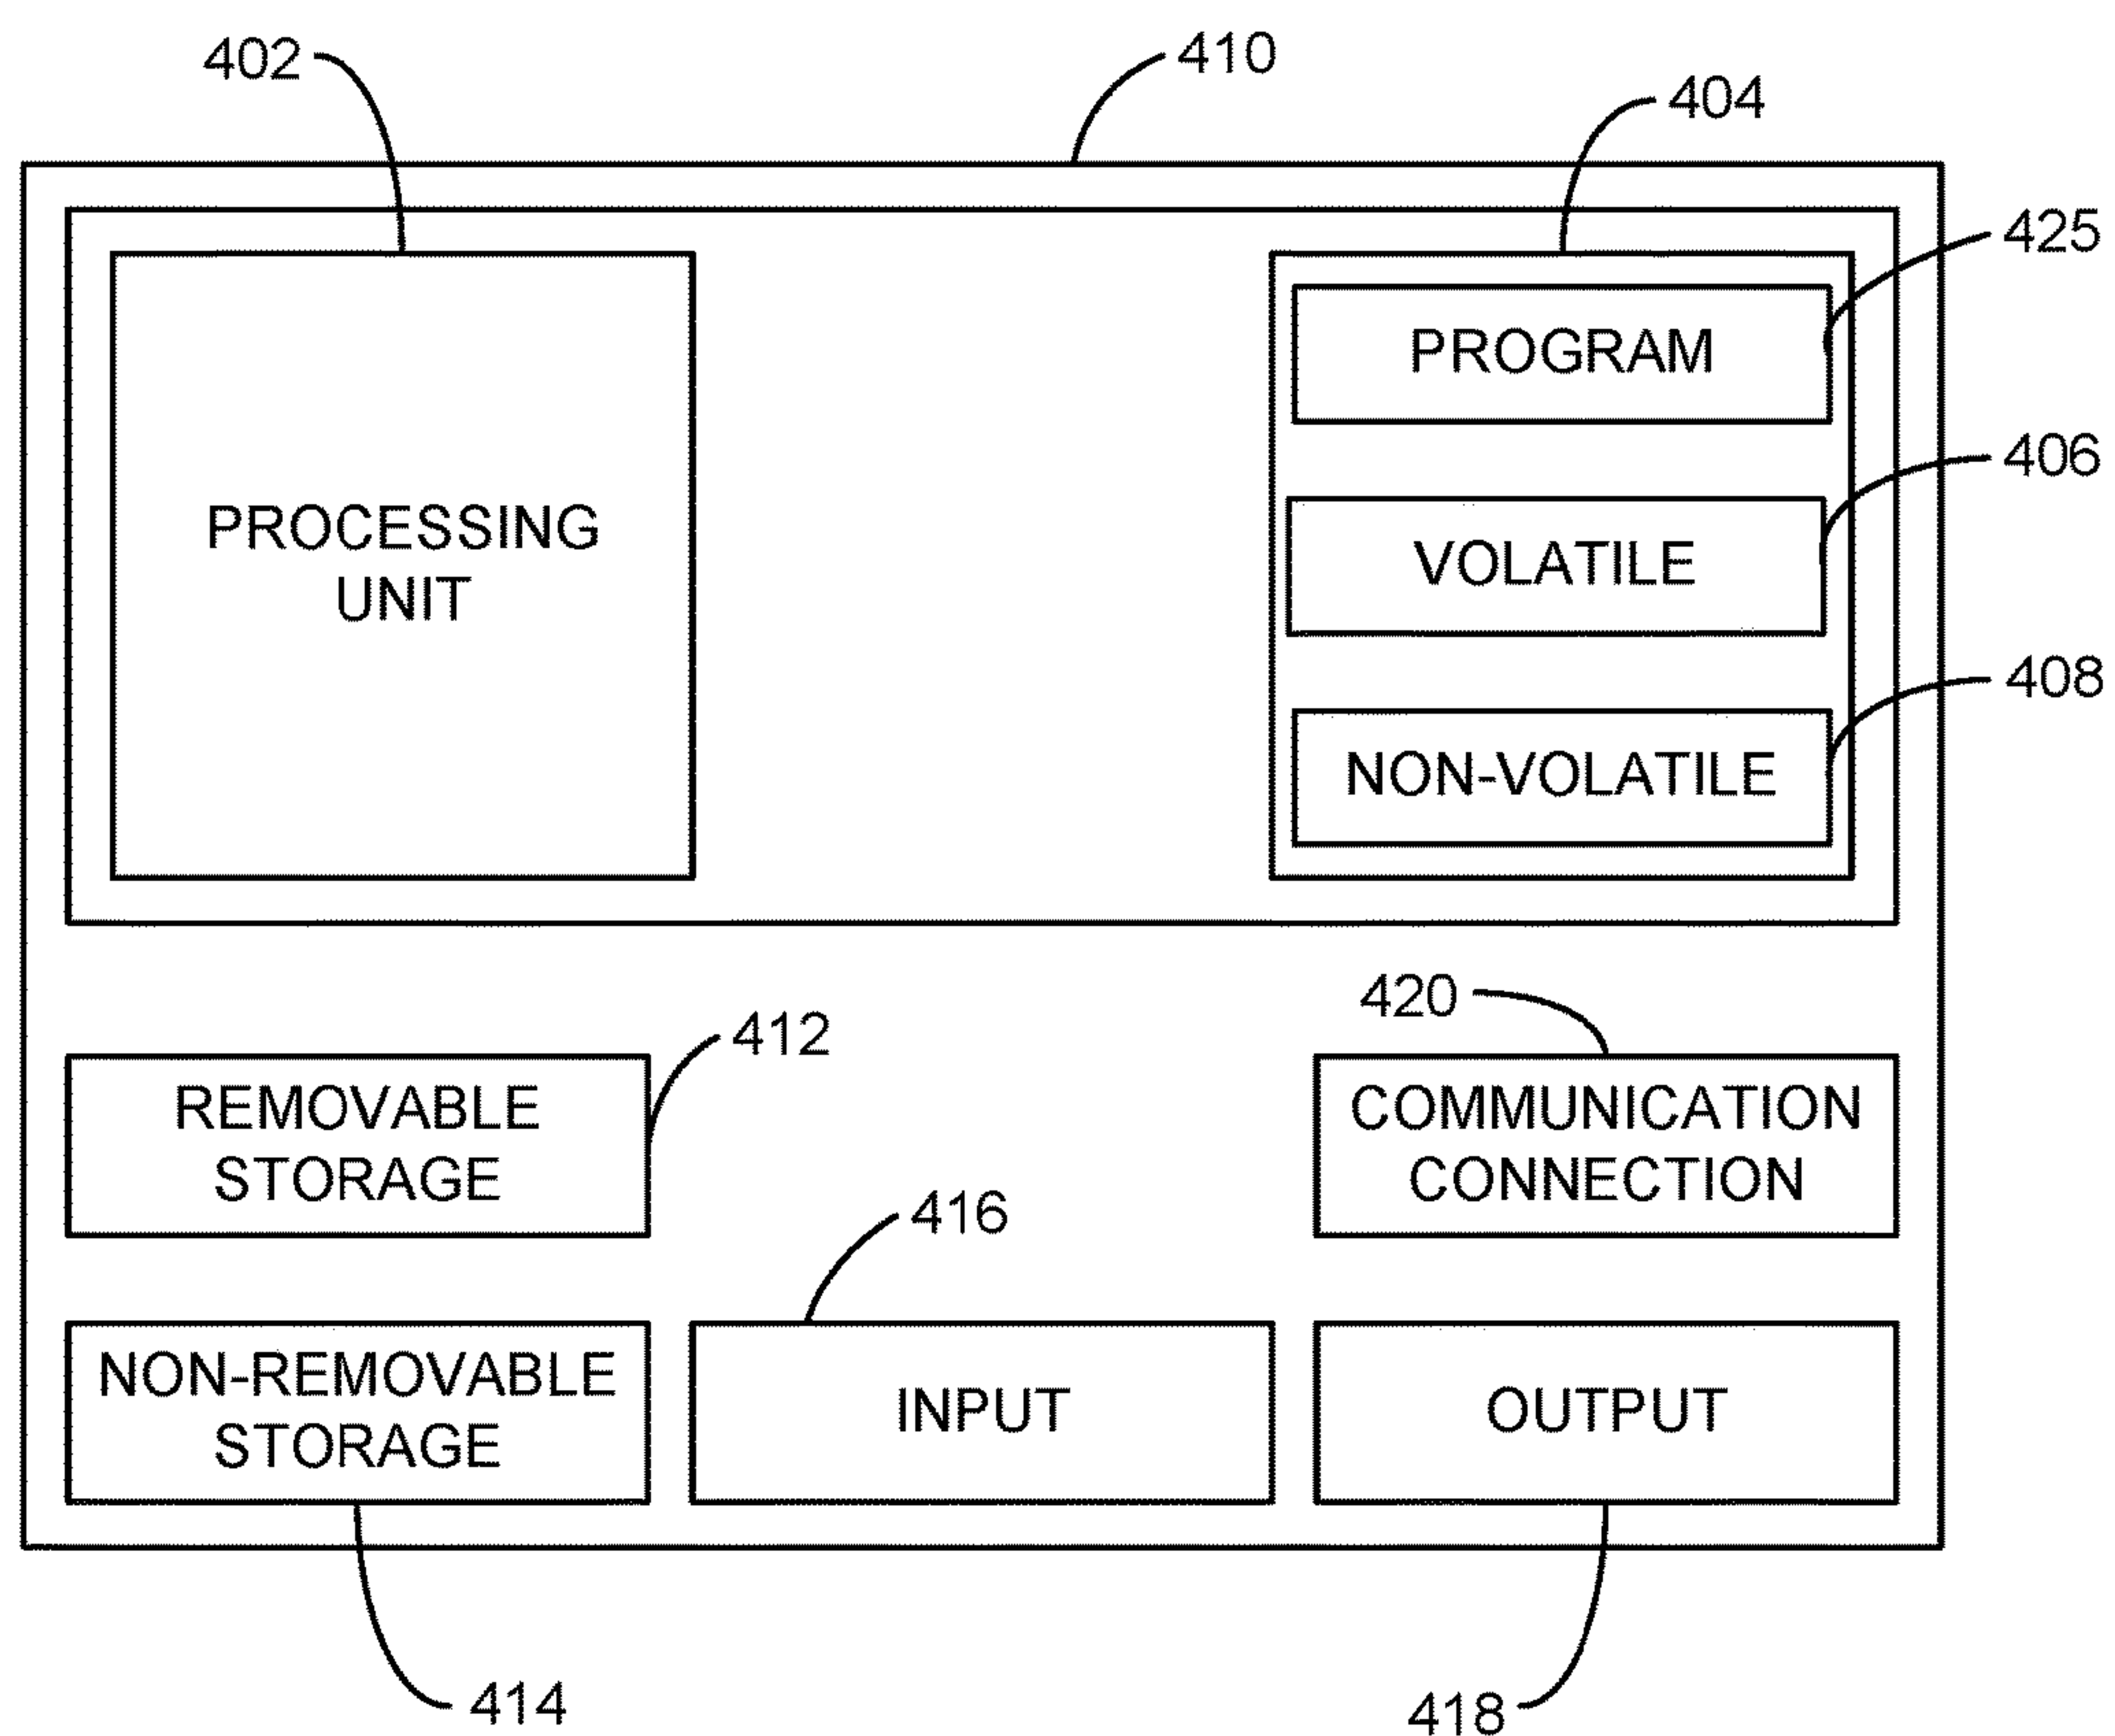 402
410
404
425
PROGRAM
406
PROCESSING
UNIT
VOLATILE
408
NON-VOLATILE
420
412
REMOVABLE
STORAGE
COMMUNICATION
CONNECTION
416
NON-REMOVABLE
STORAGE
INPUT
OUTPUT
414
418